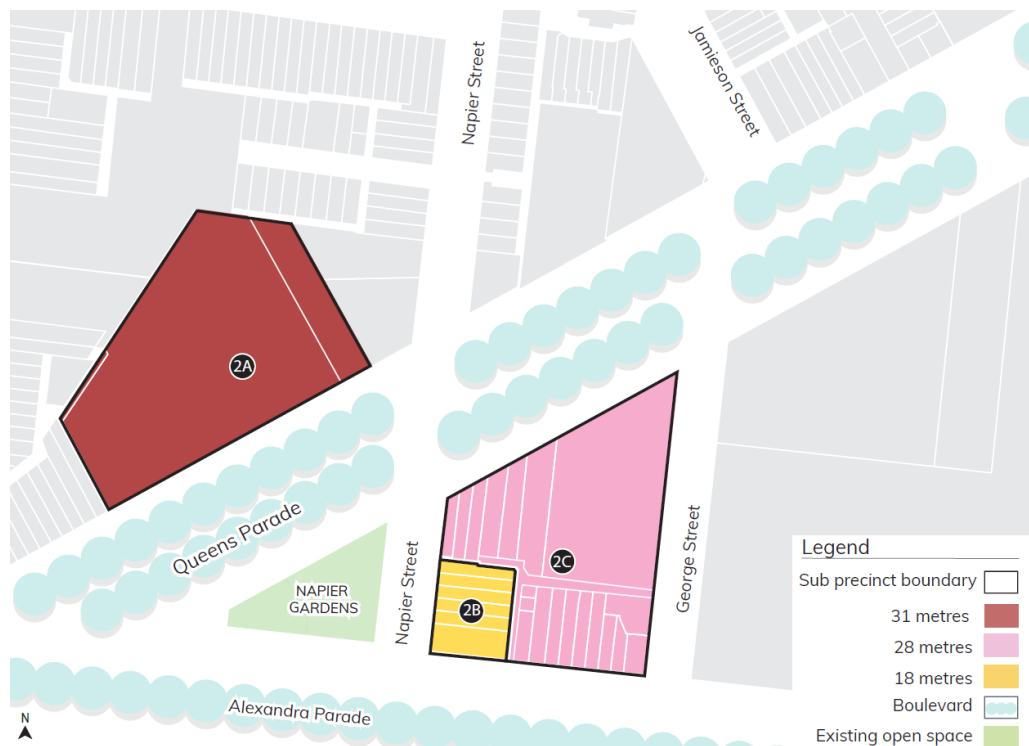 Napier Street
Jamieson Street
2A
Queens Parade
NAPIER
GARDENS
Napier Street
2B
2C
George Street
Alexandra Parade
N
Legend
Sub precinct boundary
31 metres
28 metres
18 metres
Boulevard
Existing open space